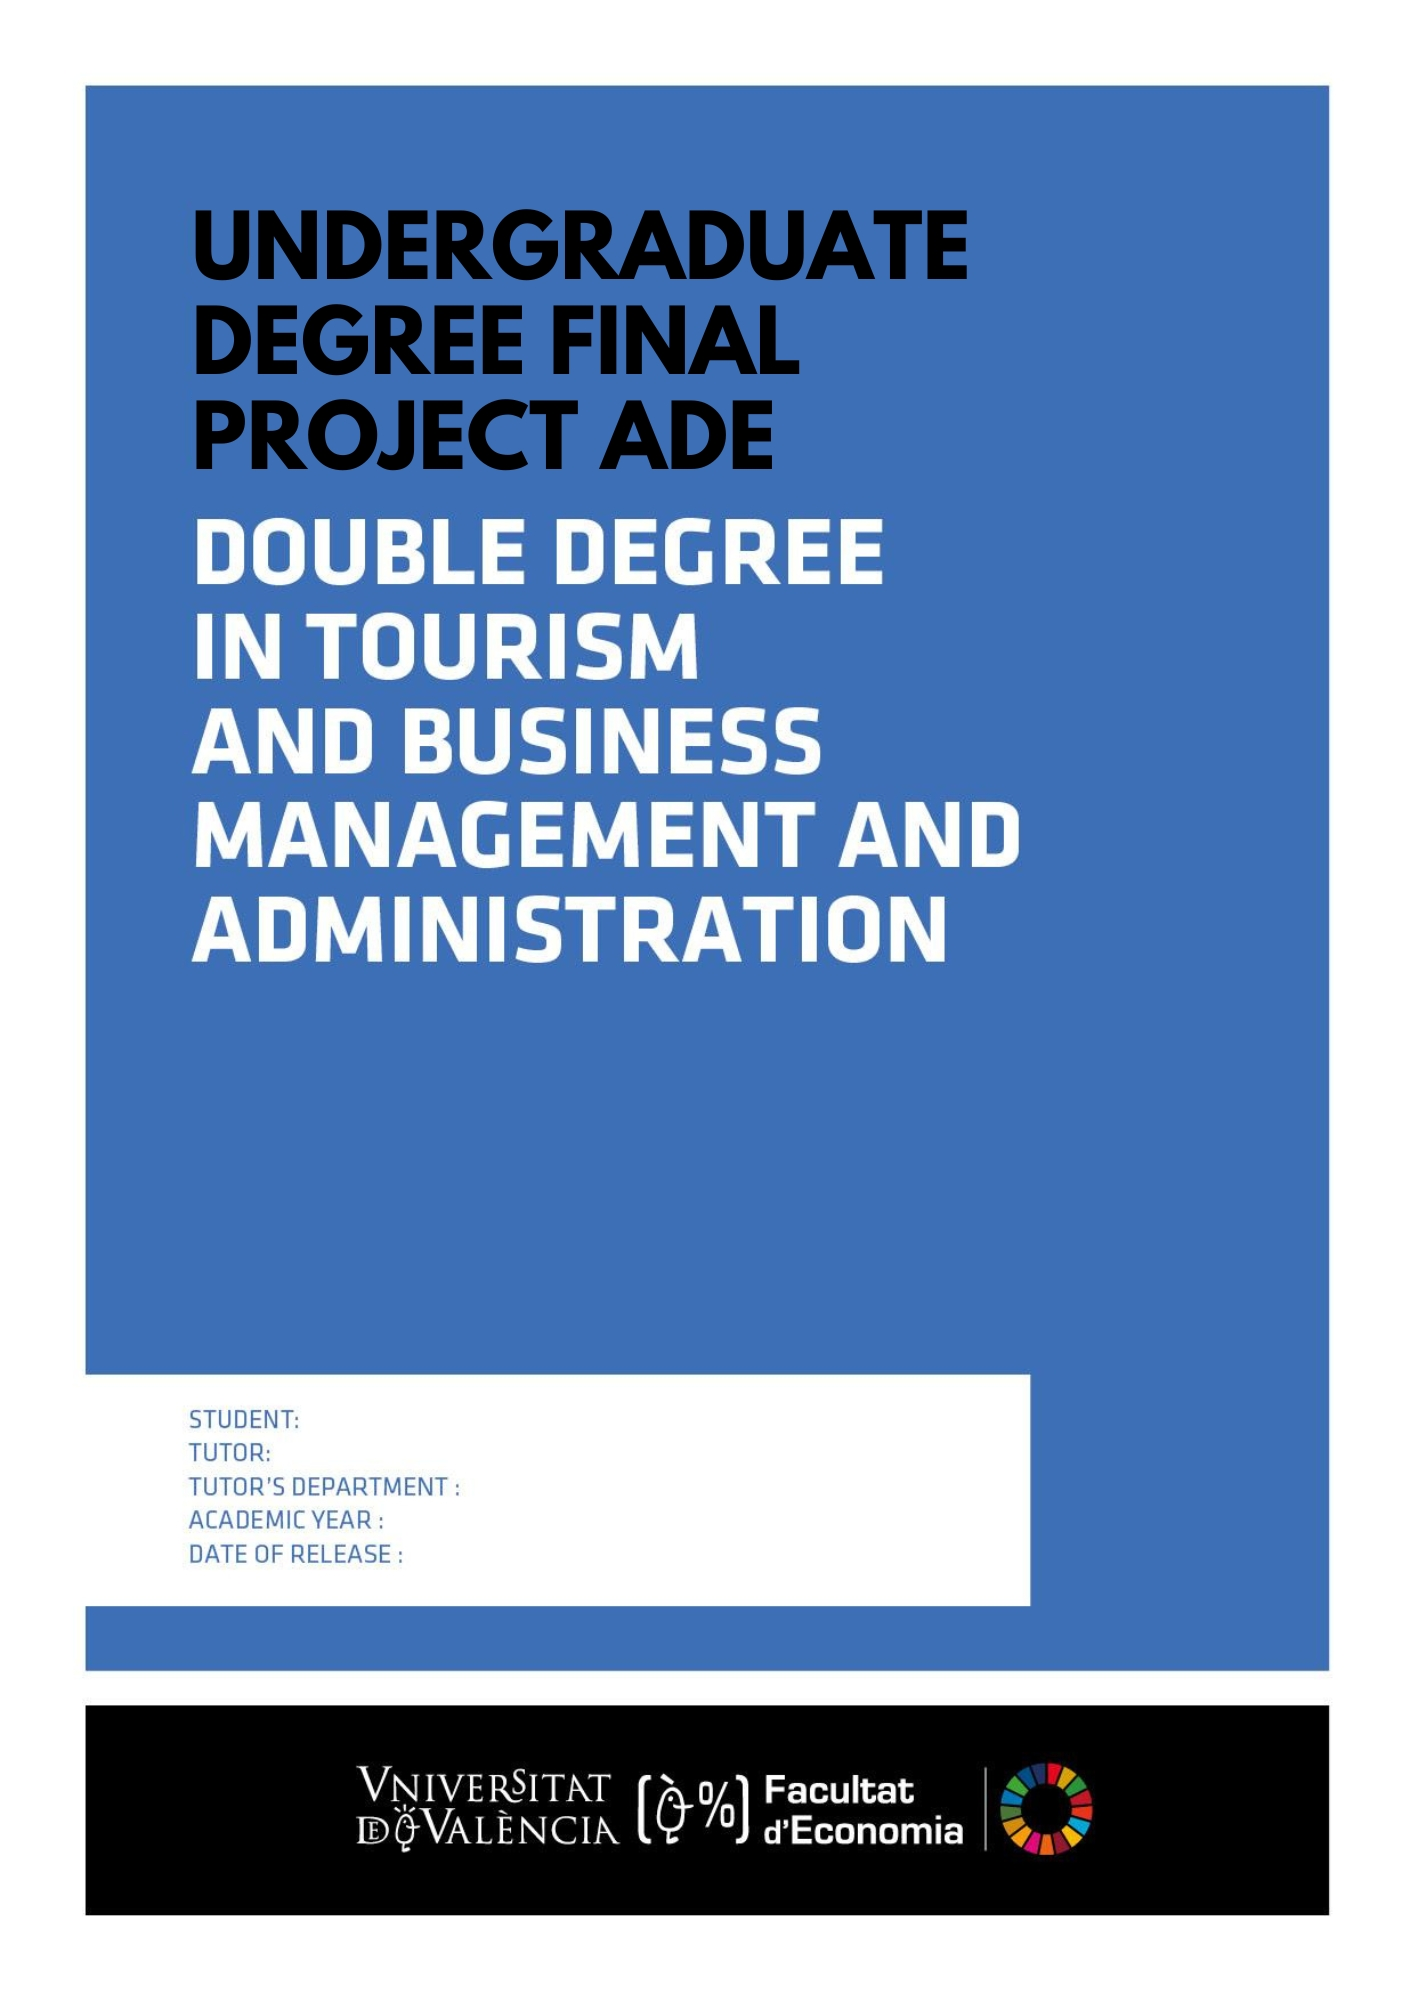 UNDERGRADUATE
DEGREE FINAL
PROJECT ADE
DOUBLE DEGREE
IN TOURISM
AND BUSINESS
MANAGEMENT AND
ADMINISTRATION
STUDENT:
TUTOR:
TUTOR'S DEPARTMENT :
ACADEMIC YEAR :
DATE OF RELEASE :
VNIVERSITAT
DE VALÈNCIA
[ò%] Facultat
d'Economia